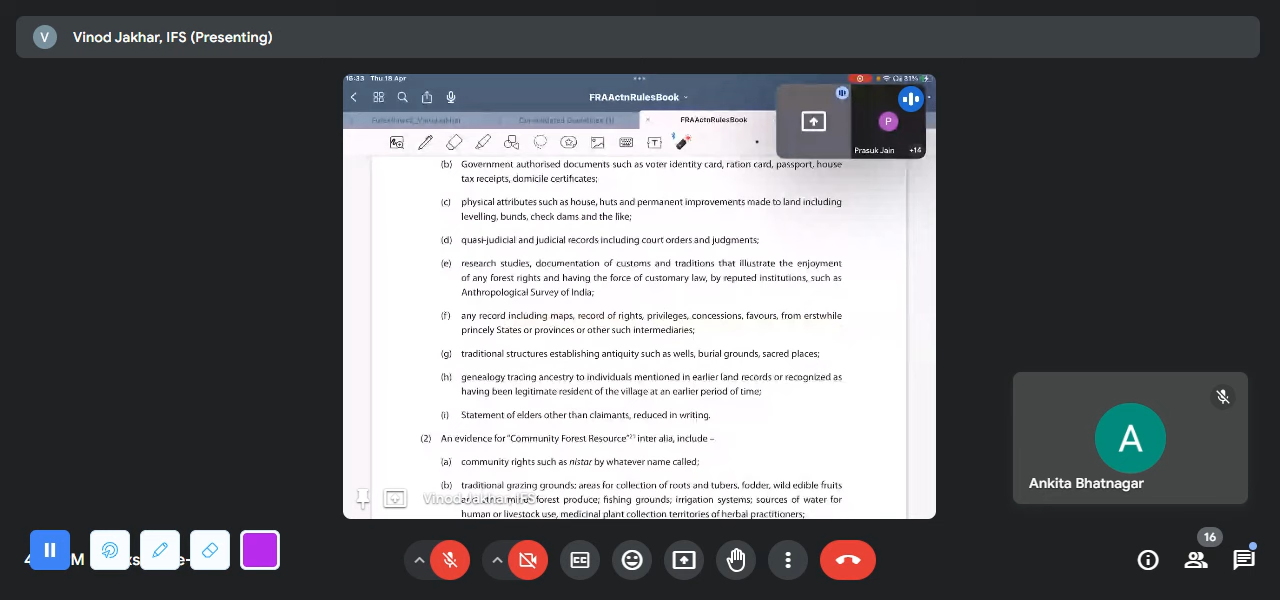 V Vinod Jakhar, IFS (Presenting)
16:33 Thu 18 Apr
31%
FRAActnRulesBook
FRAActnRulesBook
P
Prasuk Jain +14
(b) Government authorised documents such as voter identity card, ration card, passport, house
tax receipts, domicile certificates;
(c) physical attributes such as house, huts and permanent improvements made to land including
levelling, bunds, check dams and the like;
(d) quasi-judicial and judicial records including court orders and judgments;
(e) research studies, documentation of customs and traditions that illustrate the enjoyment
of any forest rights and having the force of customary law, by reputed institutions, such as
Anthropological Survey of India;
(f) any record including maps, record of rights, privileges, concessions, favours, from erstwhile
princely States or provinces or other such intermediaries;
(g) traditional structures establishing antiquity such as wells, burial grounds, sacred places;
(h) genealogy tracing ancestry to individuals mentioned in earlier land records or recognized as
having been legitimate resident of the village at an earlier period of time;
(i) Statement of elders other than claimants, reduced in writing.
(2) An evidence for “Community Forest Resource”21 inter alia, include –
(a) community rights such as nistar by whatever name called;
(b) traditional grazing grounds; areas for collection of roots and tubers, fodder, wild edible fruits
forest produce; fishing grounds; irrigation systems; sources of water for
human or livestock use, medicinal plant collection territories of herbal practitioners;
Vinod Jakhar, IFS
A
Ankita Bhatnagar
16
CC
M